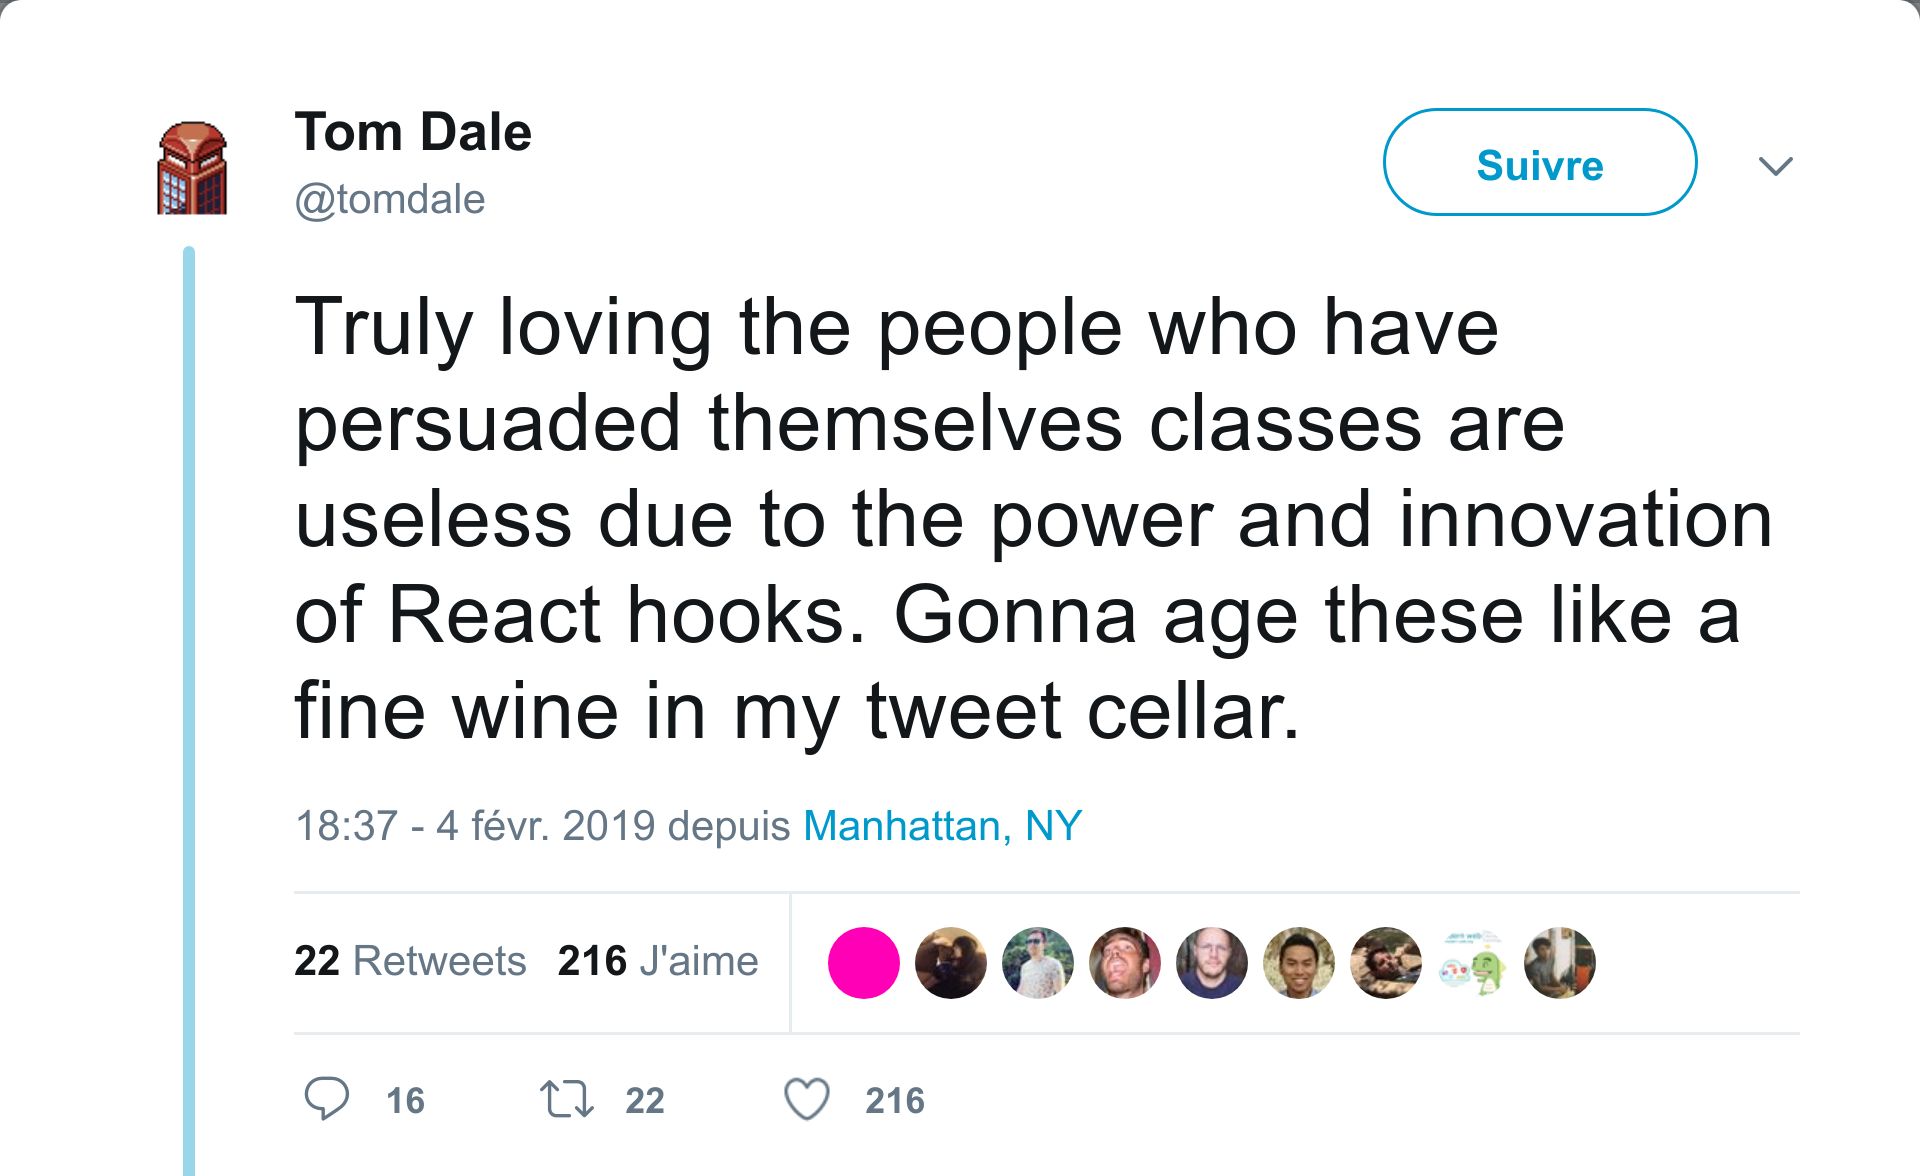 Tom Dale
@tomdale
Suivre
Truly loving the people who have
persuaded themselves classes are
useless due to the power and innovation
of React hooks. Gonna age these like a
fine wine in my tweet cellar.
18:37 - 4 févr. 2019 depuis Manhattan, NY
22 Retweets 216 J'aime
16 22 216